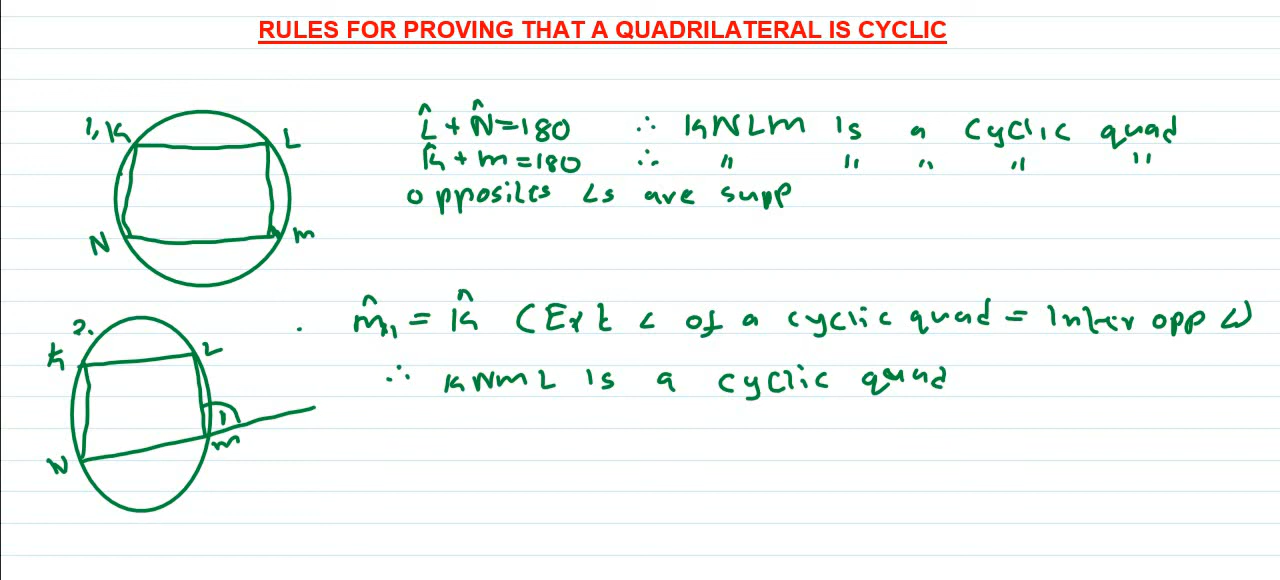 RULES FOR PROVING THAT A QUADRILATERAL IS CYCLIC
1, K L
N m
L̂ + N̂ = 180 ∴ KNLM is a cyclic quad
K̂ + m = 180 ∴ " " " " "
opposites ∠s are supp
2.
K L
N m
1
m̂1 = K̂ (Ext ∠ of a cyclic quad = Inter opp ∠)
∴ KNML is a cyclic quad